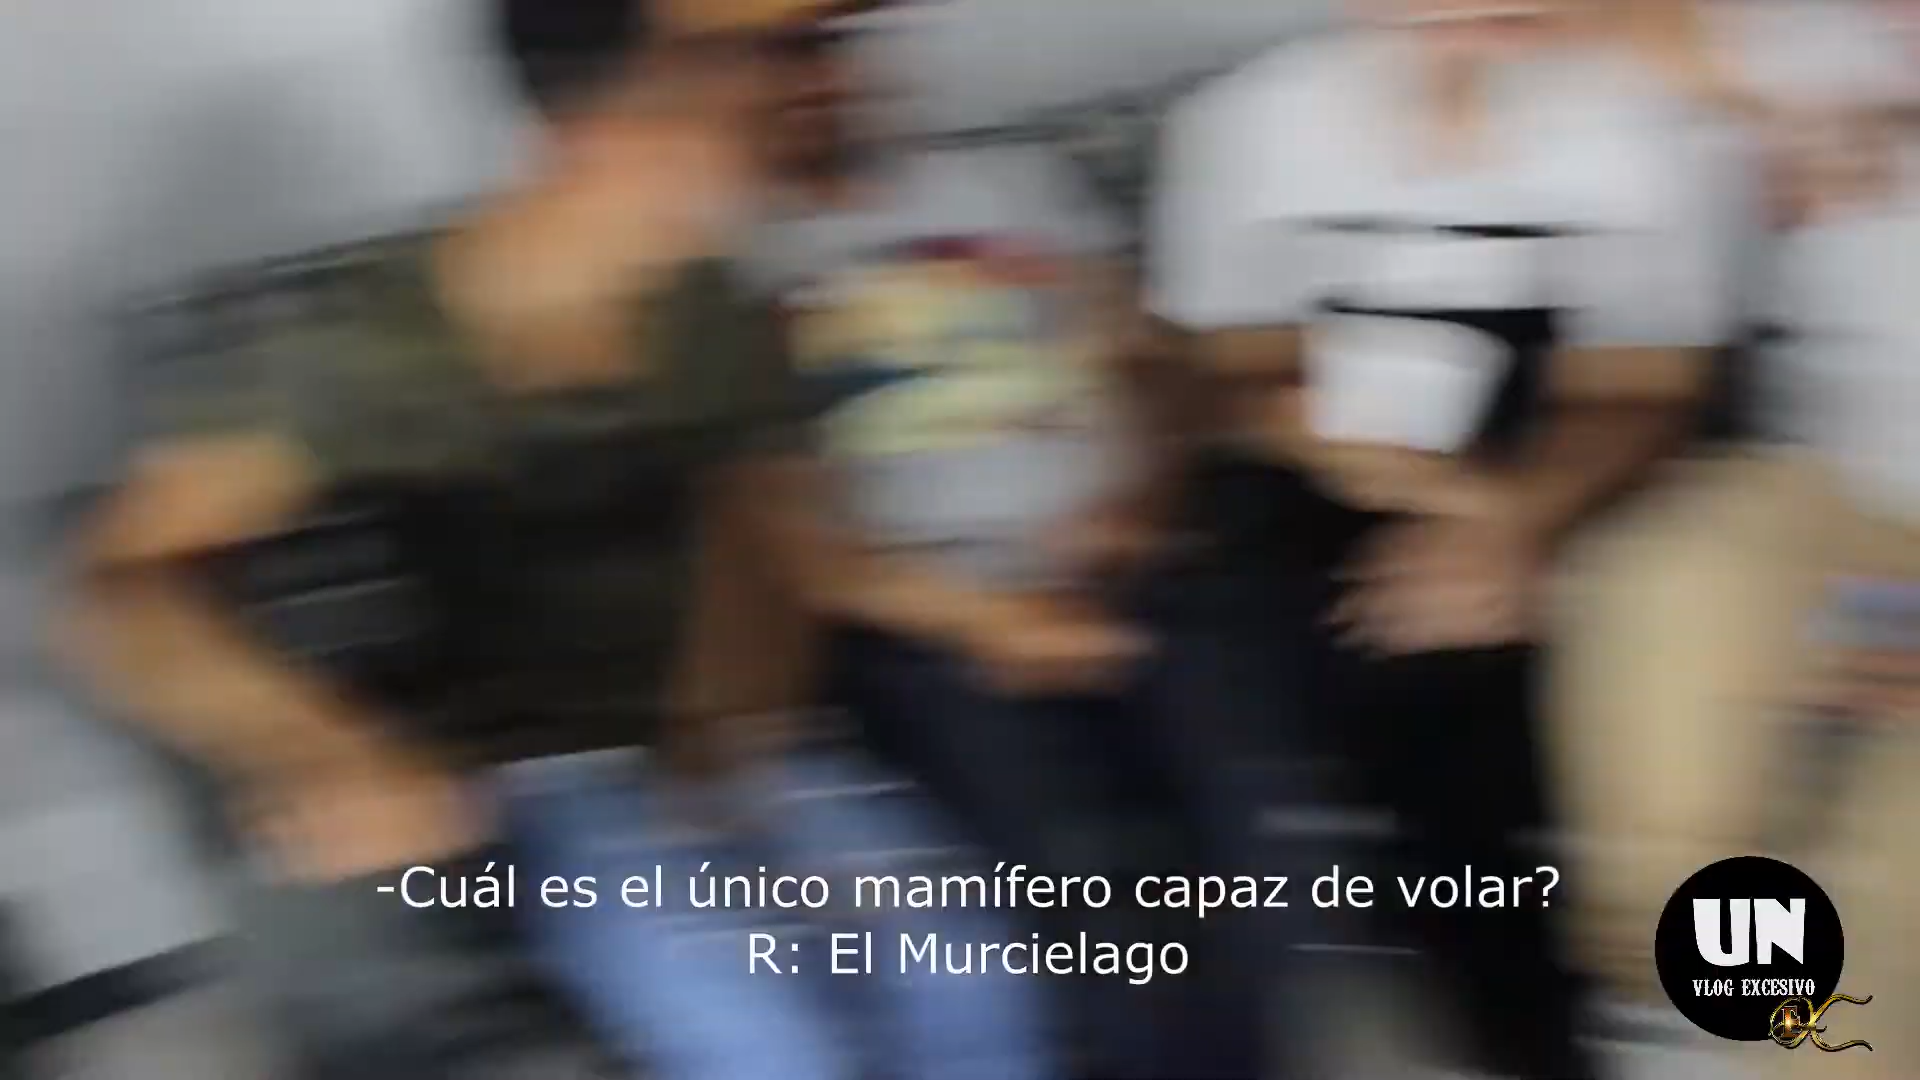 -Cuál es el único mamífero capaz de volar?
R: El Murcielago
UN
VLOG EXCESIVO